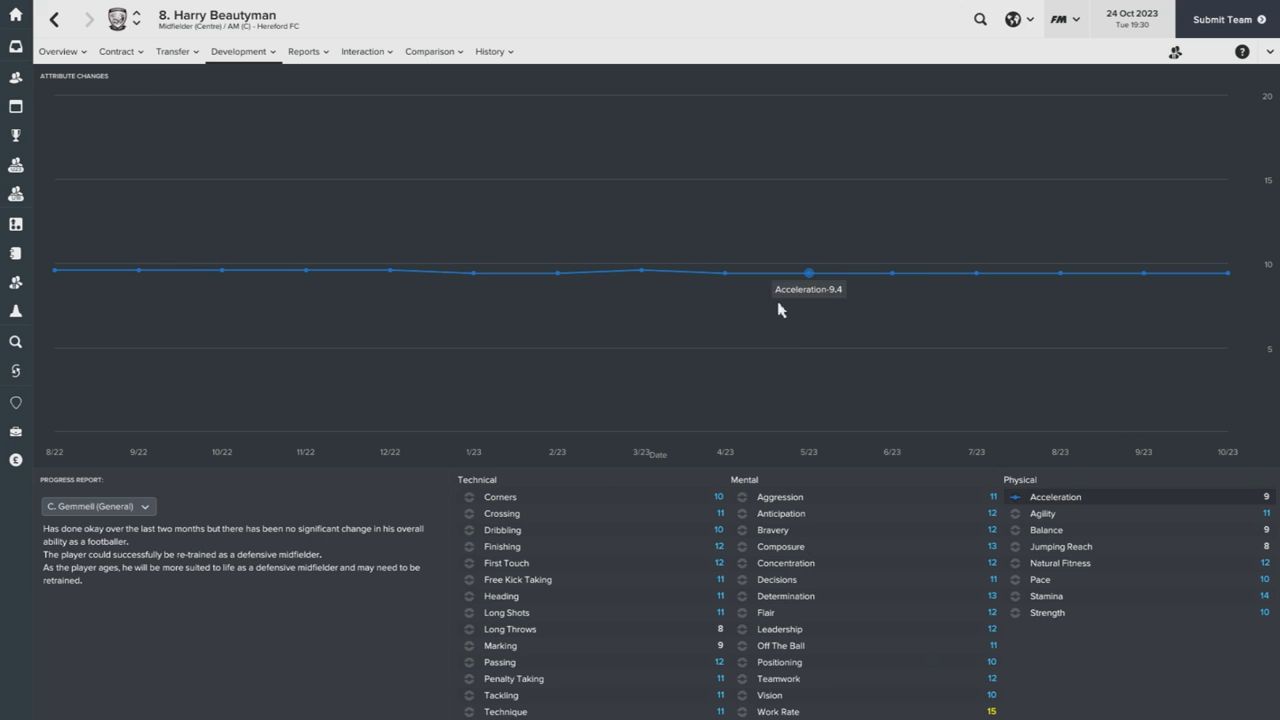 8. Harry Beautyman
Midfielder (Centre) / AM (C) - Hereford FC
FM
24 Oct 2023
Tue 19:30
Submit Team
Overview
Contract
Transfer
Development
Reports
Interaction
Comparison
History
ATTRIBUTE CHANGES
20
15
10
5
Acceleration-9.4
8/22 9/22 10/22 11/22 12/22 1/23 2/23 3/23 4/23 5/23 6/23 7/23 8/23 9/23 10/23
Date
PROGRESS REPORT:
C. Gemmell (General)
Has done okay over the last two months but there has been no significant change in his overall
ability as a footballer.
The player could successfully be re-trained as a defensive midfielder.
As the player ages, he will be more suited to life as a defensive midfielder and may need to be
retrained.
Technical
Corners 10
Crossing 11
Dribbling 10
Finishing 12
First Touch 12
Free Kick Taking 11
Heading 11
Long Shots 11
Long Throws 8
Marking 9
Passing 12
Penalty Taking 11
Tackling 11
Technique 11
Mental
Aggression 11
Anticipation 12
Bravery 12
Composure 13
Concentration 12
Decisions 11
Determination 13
Flair 12
Leadership 12
Off The Ball 11
Positioning 10
Teamwork 12
Vision 10
Work Rate 15
Physical
Acceleration 9
Agility 11
Balance 9
Jumping Reach 8
Natural Fitness 12
Pace 10
Stamina 14
Strength 10